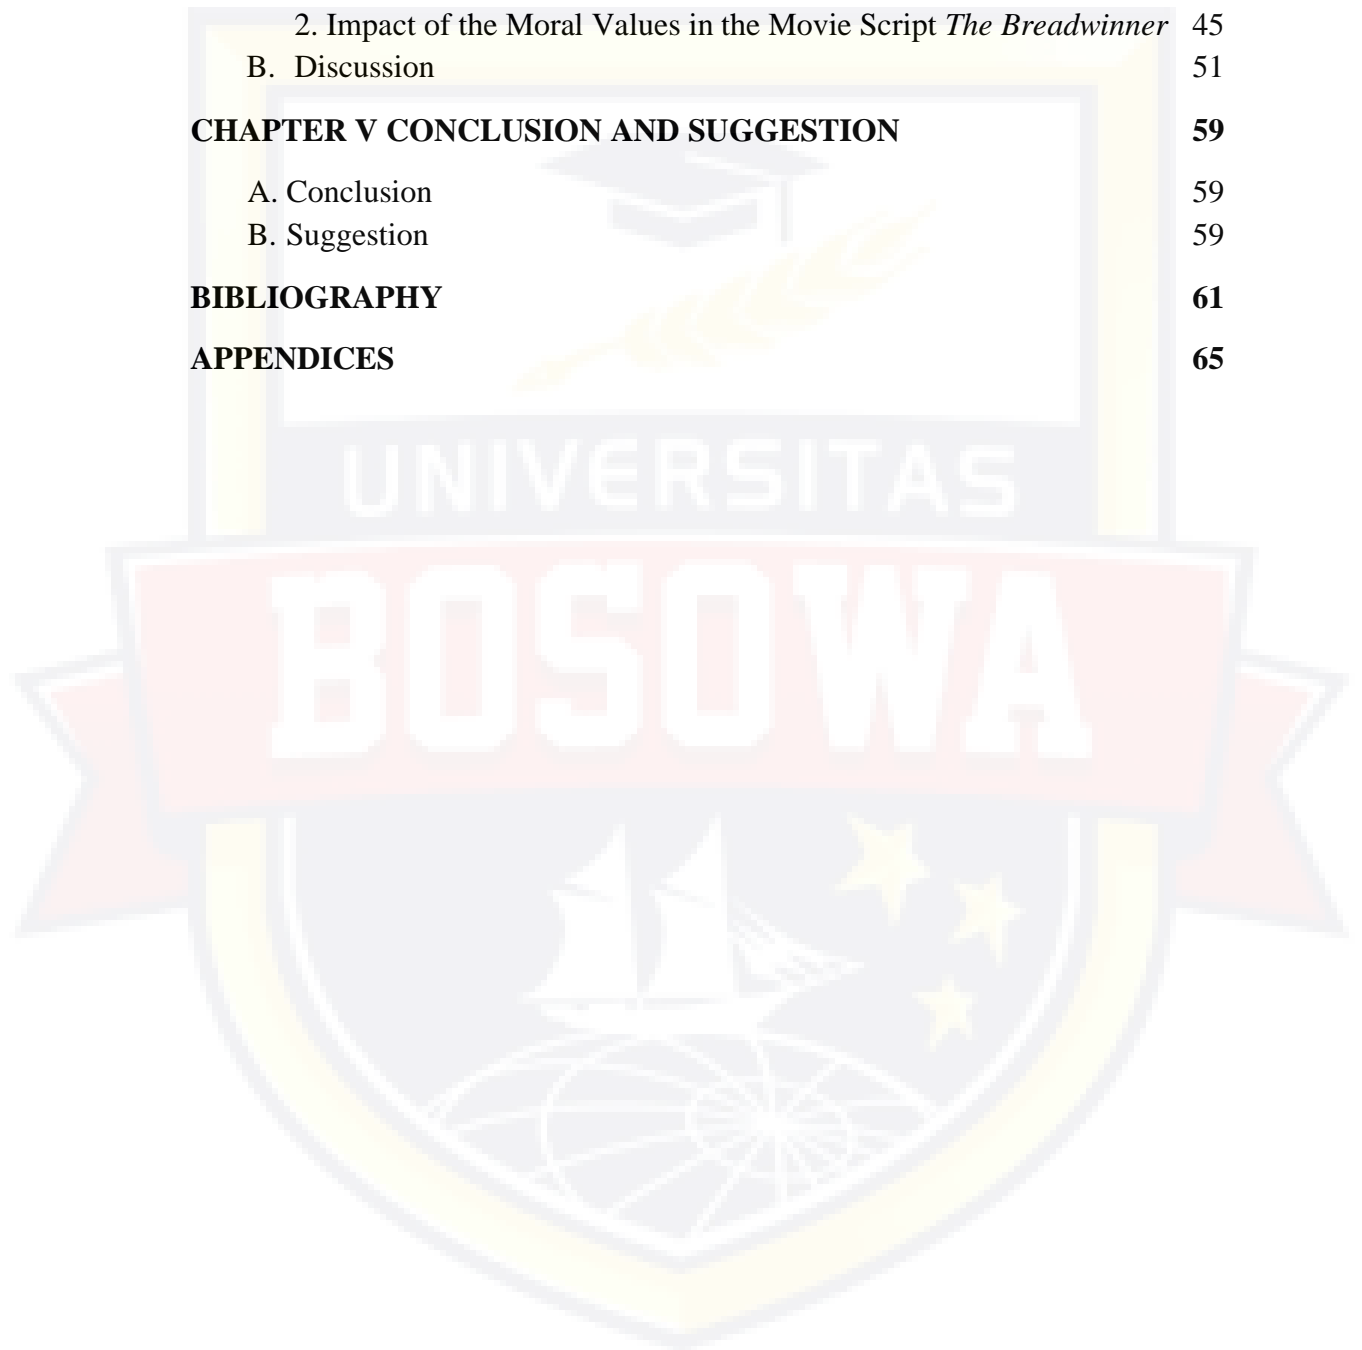 2. Impact of the Moral Values in the Movie Script The Breadwinner 45
B. Discussion 51
CHAPTER V CONCLUSION AND SUGGESTION 59
A. Conclusion 59
B. Suggestion 59
BIBLIOGRAPHY 61
APPENDICES 65
UNIVERSITAS
BOSOWA